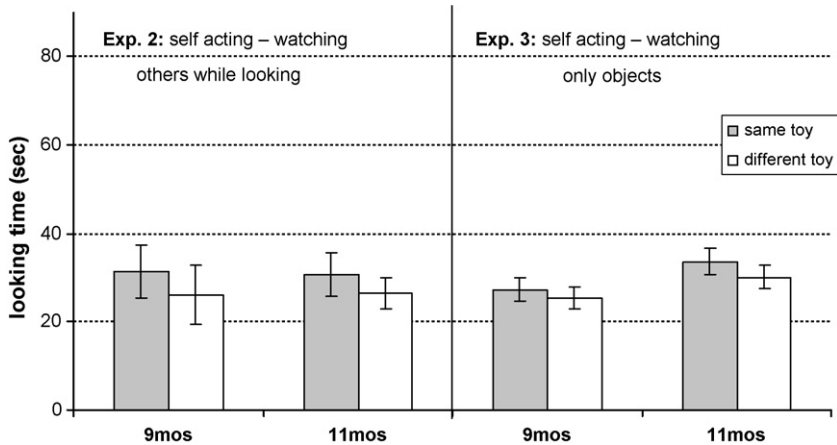 Exp. 2: self acting – watching
others while looking
Exp. 3: self acting – watching
only objects
same toy
different toy
looking time (sec)
80
60
40
20
0
9mos
11mos
9mos
11mos